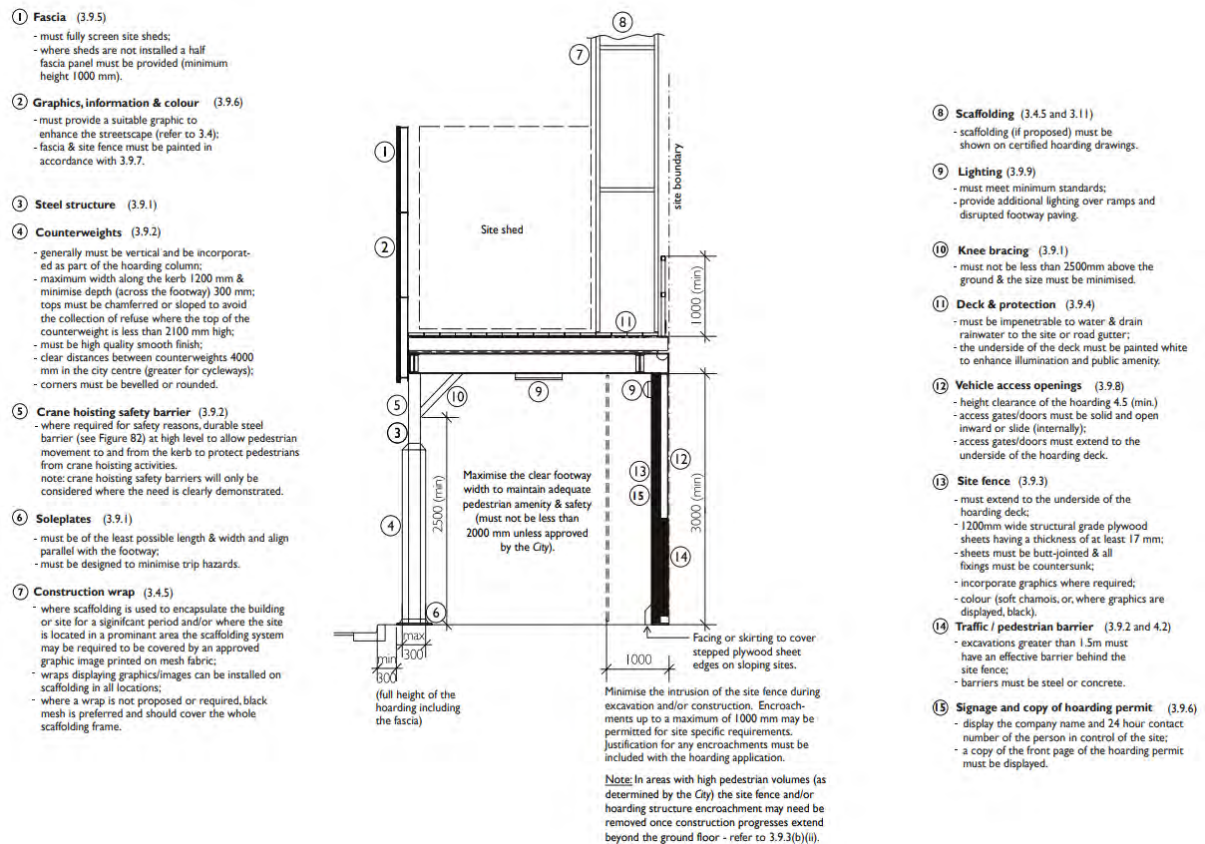 1 Fascia (3.9.5)
- must fully screen site sheds;
- where sheds are not installed a half
fascia panel must be provided (minimum
height 1000 mm).
2 Graphics, information & colour (3.9.6)
- must provide a suitable graphic to
enhance the streetscape (refer to 3.4);
- fascia & site fence must be painted in
accordance with 3.9.7.
3 Steel structure (3.9.1)
4 Counterweights (3.9.2)
- generally must be vertical and be incorporat-
ed as part of the hoarding column;
- maximum width along the kerb 1200 mm &
minimise depth (across the footway) 300 mm;
tops must be chamfered or sloped to avoid
the collection of refuse where the top of the
counterweight is less than 2100 mm high;
- must be high quality smooth finish;
- clear distances between counterweights 4000
mm in the city centre (greater for cycleways);
- corners must be bevelled or rounded.
5 Crane hoisting safety barrier (3.9.2)
- where required for safety reasons, durable steel
barrier (see Figure 82) at high level to allow pedestrian
movement to and from the kerb to protect pedestrians
from crane hoisting activities.
note: crane hoisting safety barriers will only be
considered where the need is clearly demonstrated.
6 Soleplates (3.9.1)
- must be of the least possible length & width and align
parallel with the footway;
- must be designed to minimise trip hazards.
7 Construction wrap (3.4.5)
- where scaffolding is used to encapsulate the building
or site for a siginifcant period and/or where the site
is located in a prominant area the scaffolding system
may be required to be covered by an approved
graphic image printed on mesh fabric;
- wraps displaying graphics/images can be installed on
scaffolding in all locations;
- where a wrap is not proposed or required, black
mesh is preferred and should cover the whole
scaffolding frame.
8
7
1
2
Site shed
site boundary
1000 (min)
11
9
9
10
5
3
4
6
2500 (min)
Maximise the clear footway
width to maintain adequate
pedestrian amenity & safety
(must not be less than
2000 mm unless approved
by the City).
12
13
15
14
3000 (min)
max
300
min
300
1000
(full height of the
hoarding including
the fascia)
Facing or skirting to cover
stepped plywood sheet
edges on sloping sites.
Minimise the intrusion of the site fence during
excavation and/or construction. Encroach-
ments up to a maximum of 1000 mm may be
permitted for site specific requirements.
Justification for any encroachments must be
included with the hoarding application.
Note: In areas with high pedestrian volumes (as
determined by the City) the site fence and/or
hoarding structure encroachment may need be
removed once construction progresses extend
beyond the ground floor - refer to 3.9.3(b)(ii).
8 Scaffolding (3.4.5 and 3.11)
- scaffolding (if proposed) must be
shown on certified hoarding drawings.
9 Lighting (3.9.9)
- must meet minimum standards;
- provide additional lighting over ramps and
disrupted footway paving.
10 Knee bracing (3.9.1)
- must not be less than 2500mm above the
ground & the size must be minimised.
11 Deck & protection (3.9.4)
- must be impenetrable to water & drain
rainwater to the site or road gutter;
- the underside of the deck must be painted white
to enhance illumination and public amenity.
12 Vehicle access openings (3.9.8)
- height clearance of the hoarding 4.5 (min.)
- access gates/doors must be solid and open
inward or slide (internally);
- access gates/doors must extend to the
underside of the hoarding deck.
13 Site fence (3.9.3)
- must extend to the underside of the
hoarding deck;
- 1200mm wide structural grade plywood
sheets having a thickness of at least 17 mm;
- sheets must be butt-jointed & all
fixings must be countersunk;
- incorporate graphics where required;
- colour (soft chamois, or, where graphics are
displayed, black).
14 Traffic / pedestrian barrier (3.9.2 and 4.2)
- excavations greater than 1.5m must
have an effective barrier behind the
site fence;
- barriers must be steel or concrete.
15 Signage and copy of hoarding permit (3.9.6)
- display the company name and 24 hour contact
number of the person in control of the site;
- a copy of the front page of the hoarding permit
must be displayed.